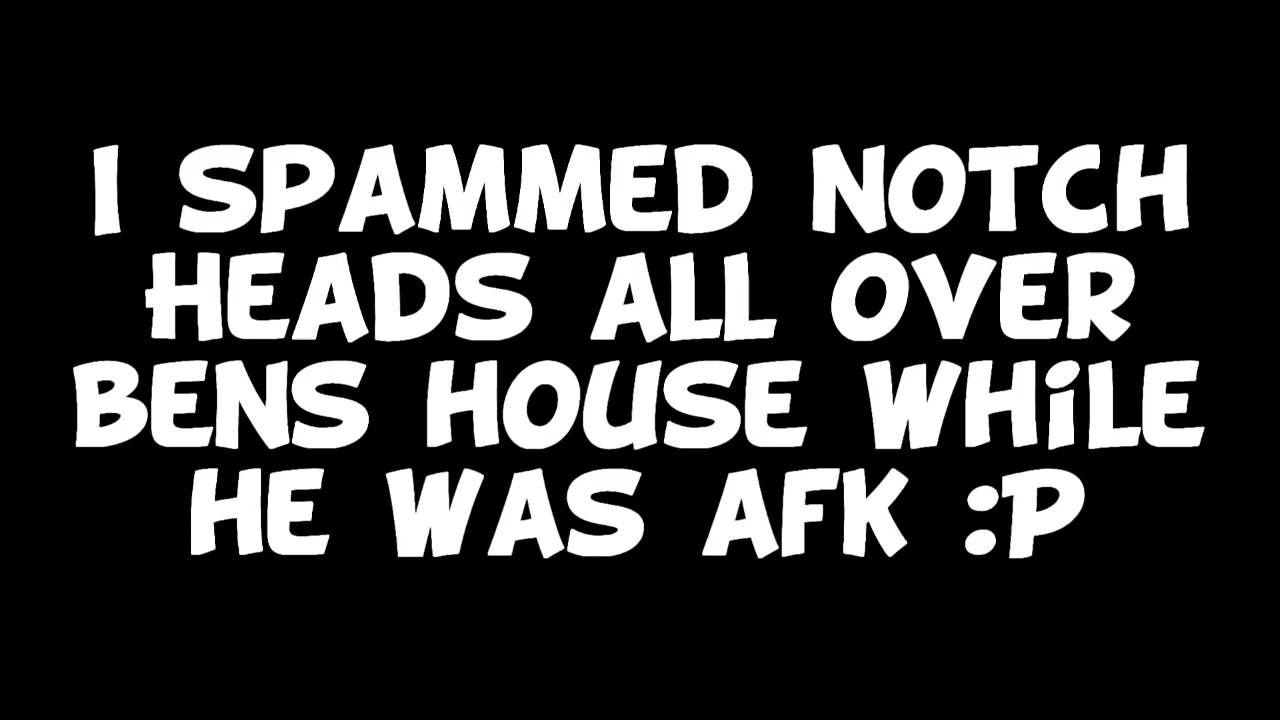 I SPAMMED NOTCH
HEADS ALL OVER
BENS HOUSE WHiLE
HE WAS AFK :P